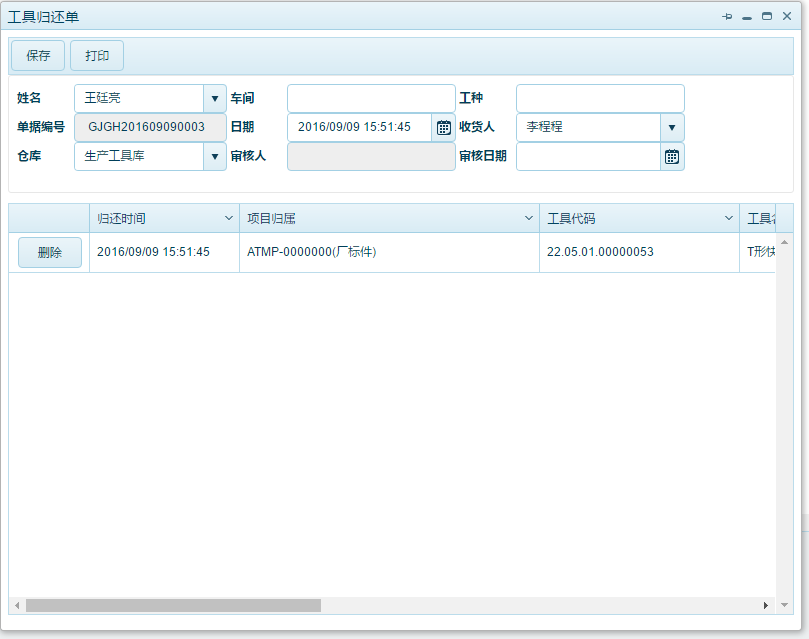 工具归还单
保存 打印
姓名 王廷亮 车间 工种
单据编号 GJGH201609090003 日期 2016/09/09 15:51:45 收货人 李程程
仓库 生产工具库 审核人 审核日期
归还时间 项目归属 工具代码 工具
删除 2016/09/09 15:51:45 ATMP-0000000(厂标件) 22.05.01.00000053 T形快